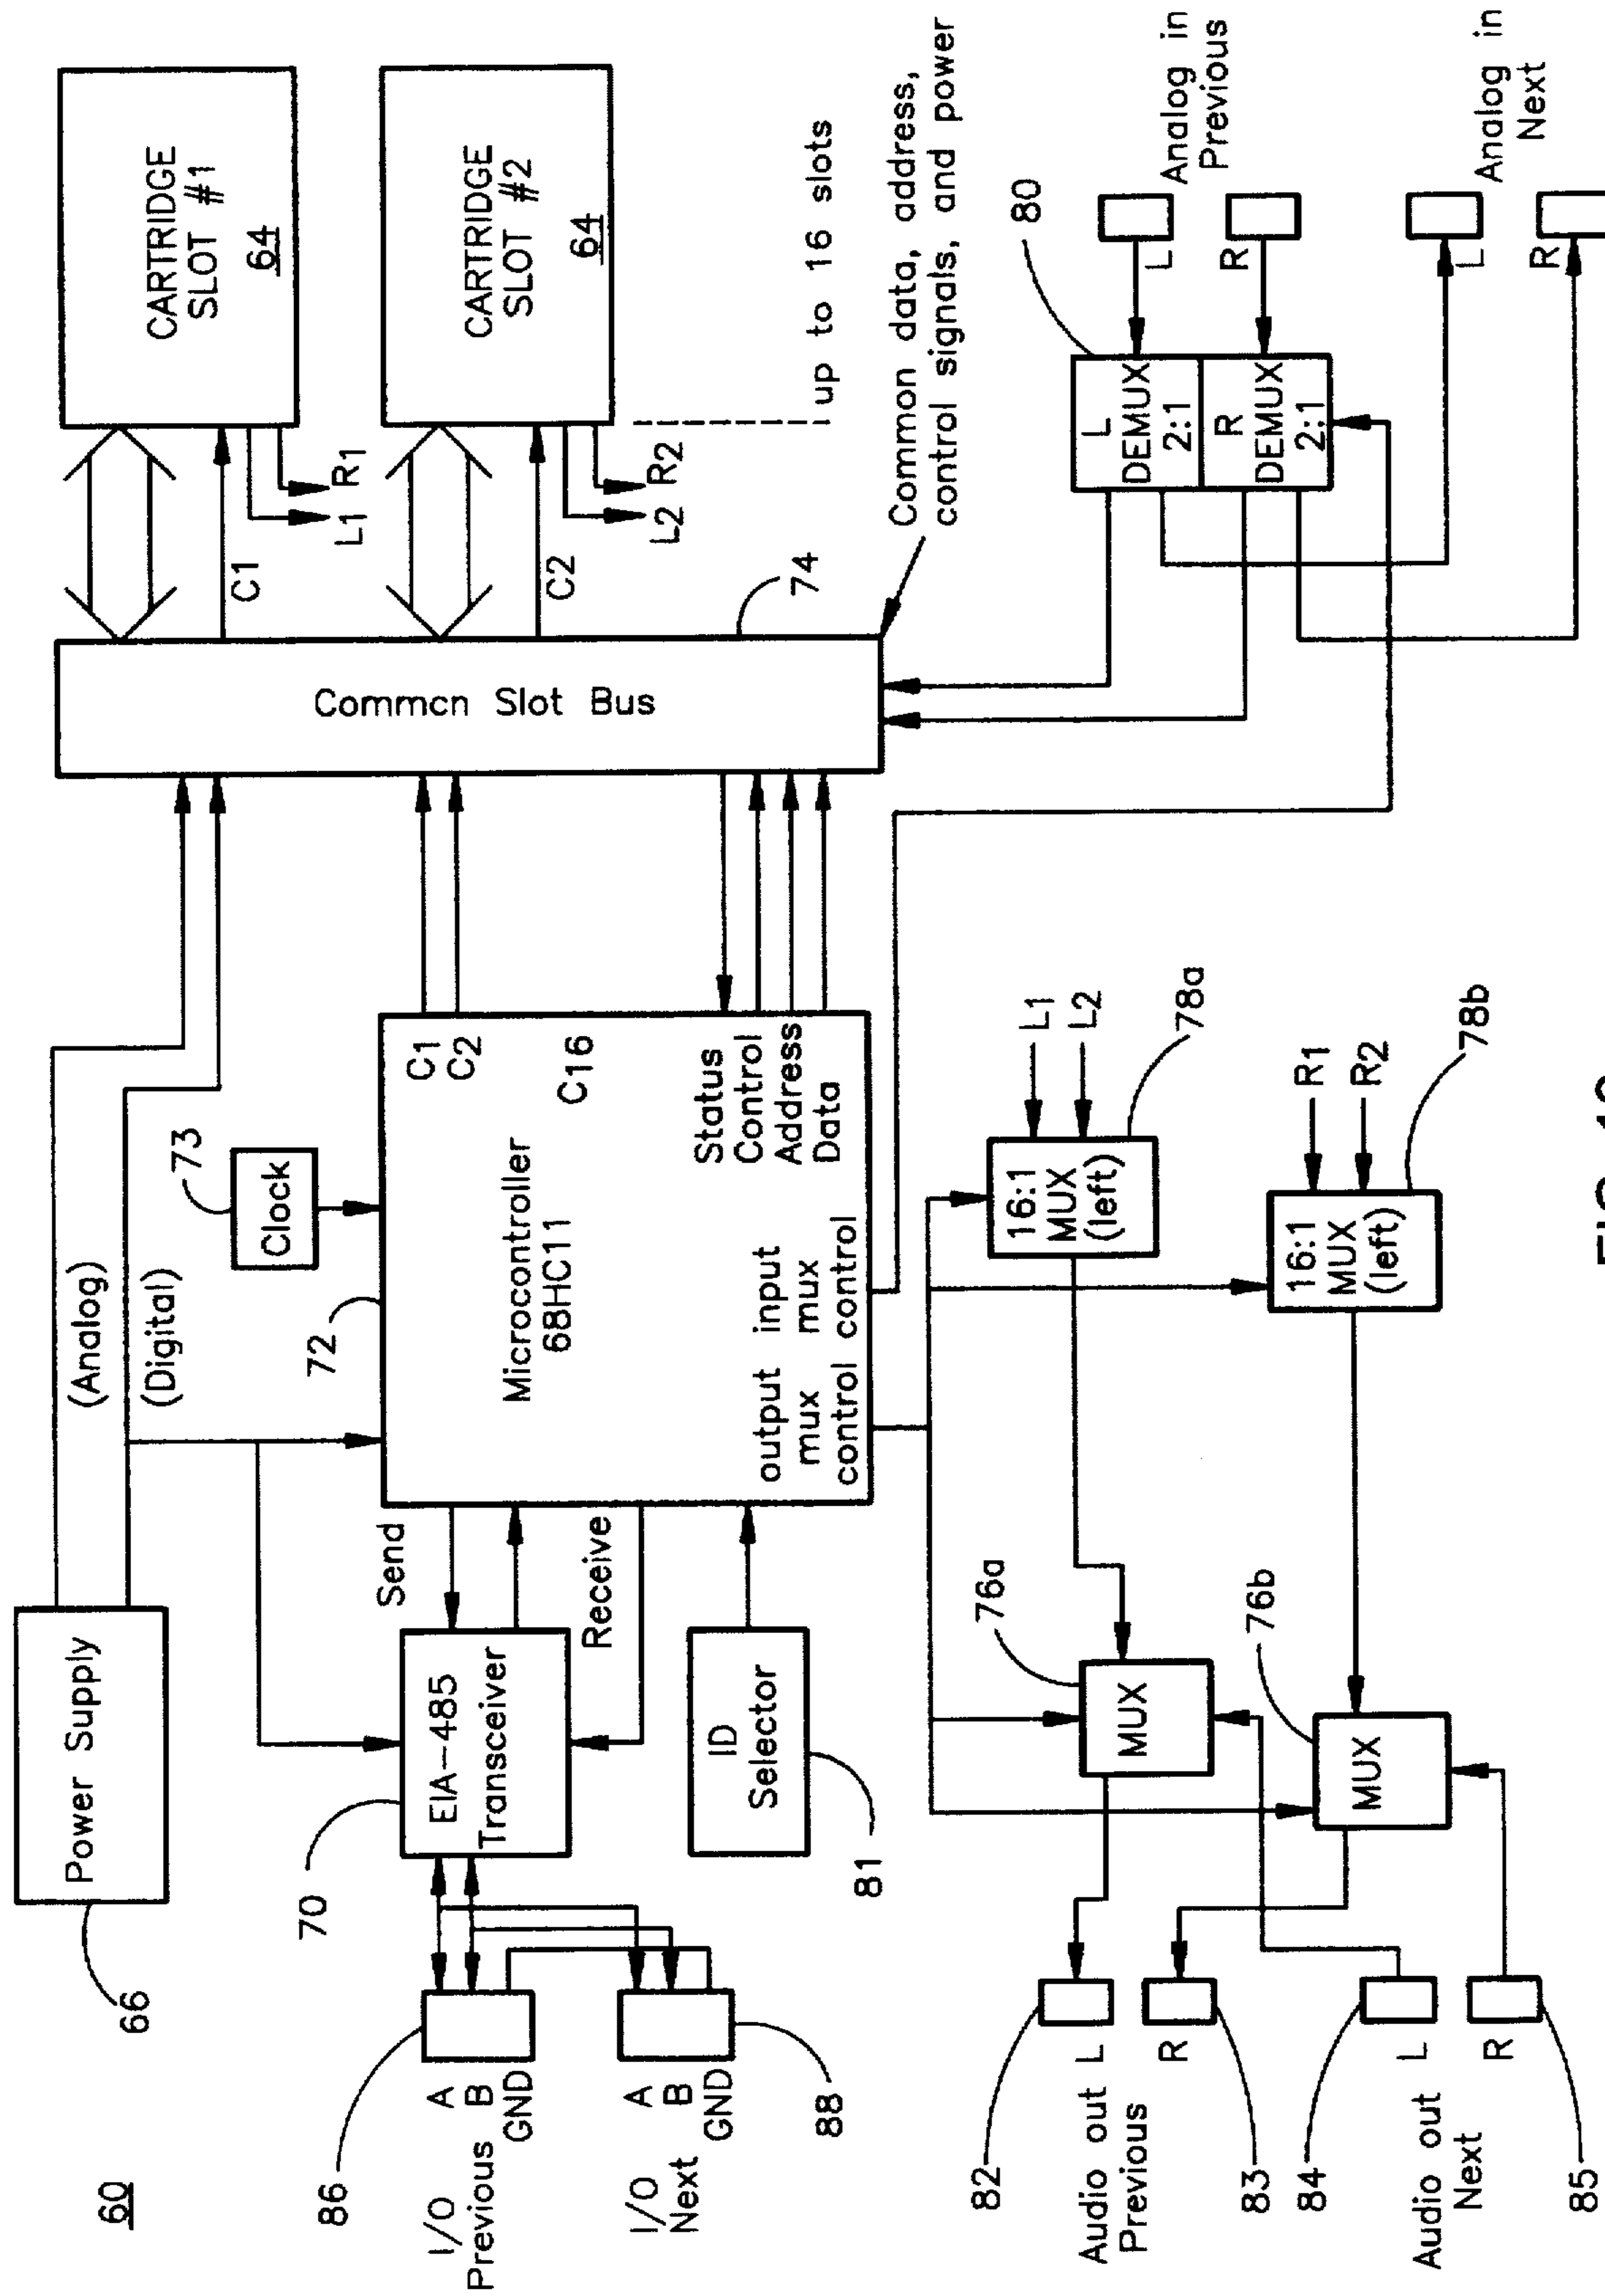 60
Power Supply
66
(Analog)
(Digital)
Clock
73
72
Microcontroller
68HC11
C1
C2
C16
Status
Control
Address
Data
output
mux
control
input
mux
control
Send
Receive
EIA-485
Transceiver
70
ID
Selector
81
86
A
B
GND
I/O
Previous
88
A
B
GND
I/O
Next
Commcn Slot Bus
74
CARTRIDGE
SLOT #1
64
C1
L1
R1
CARTRIDGE
SLOT #2
64
C2
L2
R2
up to 16 slots
Common data, address,
control signals, and power
80
L
DEMUX
2:1
R
DEMUX
2:1
L
R
Analog in
Previous
L
R
Analog in
Next
16:1
MUX
(left)
L1
L2
78a
16:1
MUX
(left)
R1
R2
78b
MUX
76a
MUX
76b
82
L
R
Audio out
Previous
83
84
L
R
Audio out
Next
85